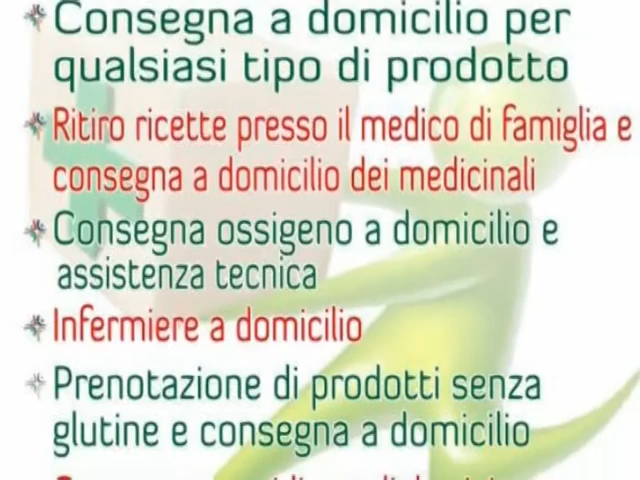 Consegna a domicilio per
qualsiasi tipo di prodotto
Ritiro ricette presso il medico di famiglia e
consegna a domicilio dei medicinali
Consegna ossigeno a domicilio e
assistenza tecnica
Infermiere a domicilio
Prenotazione di prodotti senza
glutine e consegna a domicilio